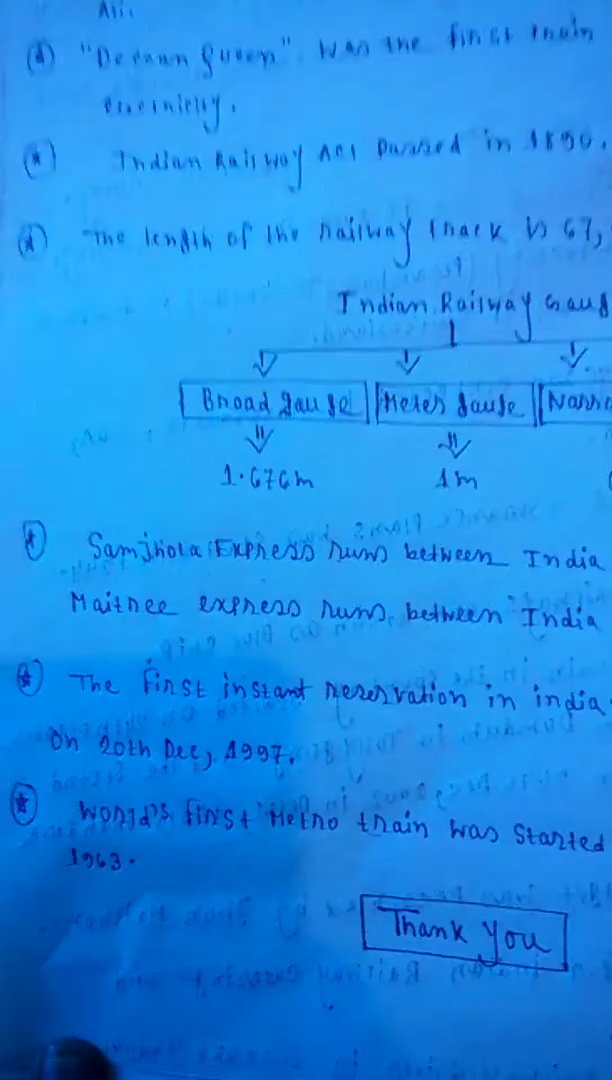 Ali.
"Deccan Queen" was the first train
electricity.
Indian Railway Act passed in 1890.
The length of the railway track is 67,
Indian Railway Gaug
Broad gauge Meter gauge Narro
1.676m 1m
Samjhota Express runs between India
Maitree express runs between India
The first instant reservation in india
On 20th Dec, 1997.
World's first Metro train was started
1963.
Thank you